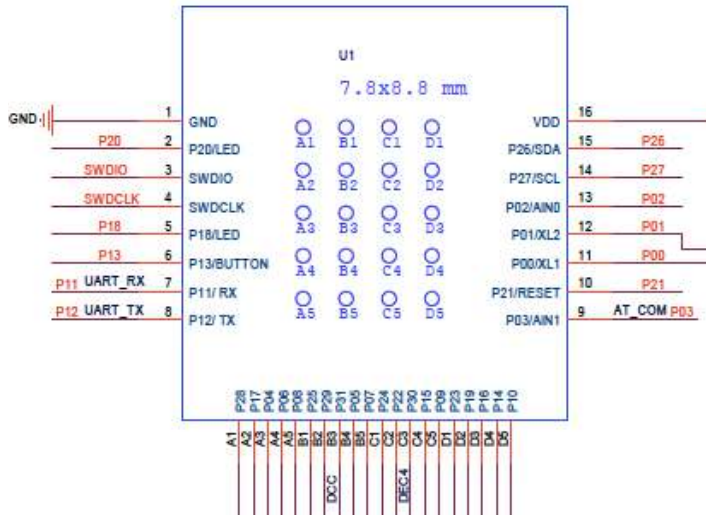 U1
7.8x8.8 mm
GND 1 GND VDD 16
P20 2 P20/LED A1 B1 C1 D1 P26/SDA 15 P26
SWDIO 3 SWDIO A2 B2 C2 D2 P27/SCL 14 P27
SWDCLK 4 SWDCLK P02/AIN0 13 P02
P18 5 P18/LED A3 B3 C3 D3 P01/XL2 12 P01
P13 6 P13/BUTTON A4 B4 C4 D4 P00/XL1 11 P00
P11 UART_RX 7 P11/ RX P21/RESET 10 P21
P12 UART_TX 8 P12/ TX A5 B5 C5 D5 P03/AIN1 9 AT_COM P03
P28 P17 P04 P06 P08 P25 P29 P31 P05 P07 P24 P22 P30 P15 P09 P23 P19 P16 P14 P10
A1 A2 A3 A4 A5 B1 B2 B3 B4 B5 C1 C2 C3 C4 C5 D1 D2 D3 D4 D5
DCC DEC4